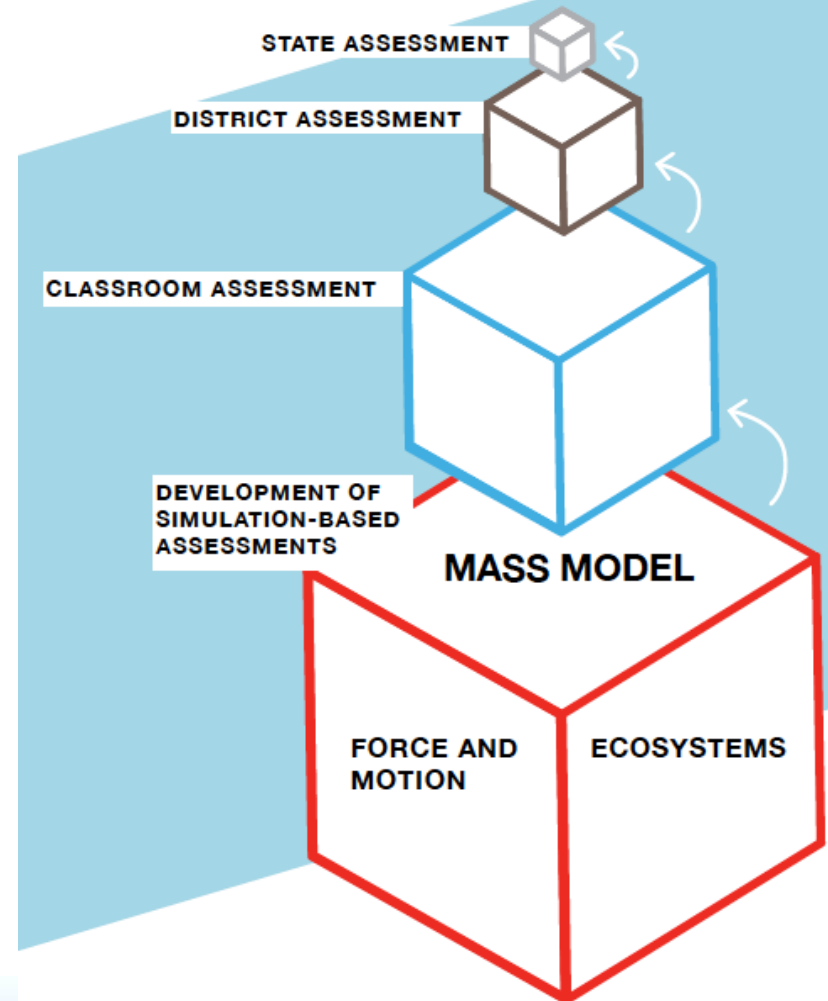 STATE ASSESSMENT
DISTRICT ASSESSMENT
CLASSROOM ASSESSMENT
DEVELOPMENT OF
SIMULATION-BASED
ASSESSMENTS
MASS MODEL
FORCE AND
MOTION
ECOSYSTEMS